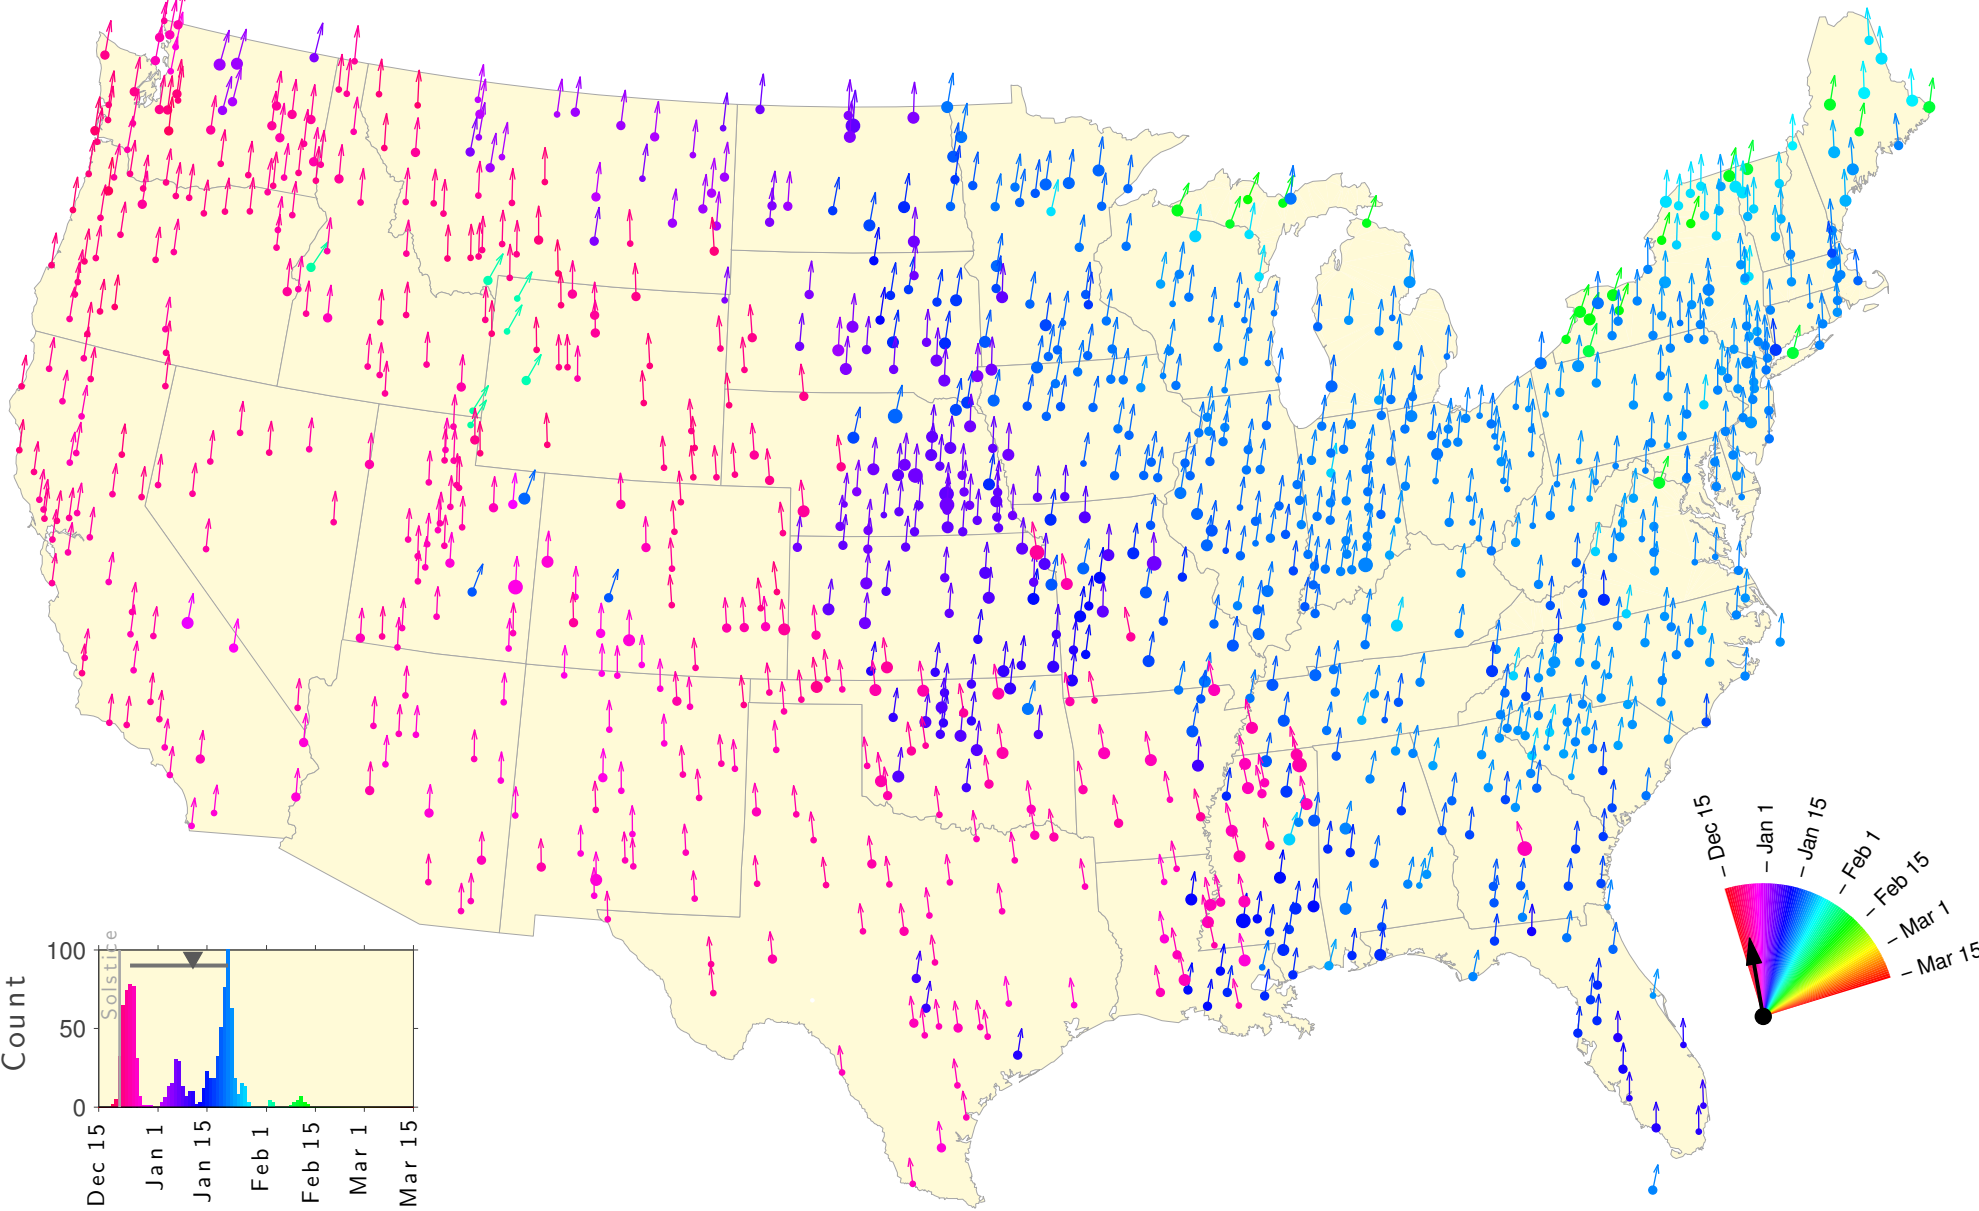 Dec 15
– Jan 1
– Jan 15
– Feb 1
– Feb 15
– Mar 1
– Mar 15
Solstice
Count
100
50
0
Dec 15
Jan 1
Jan 15
Feb 1
Feb 15
Mar 1
Mar 15